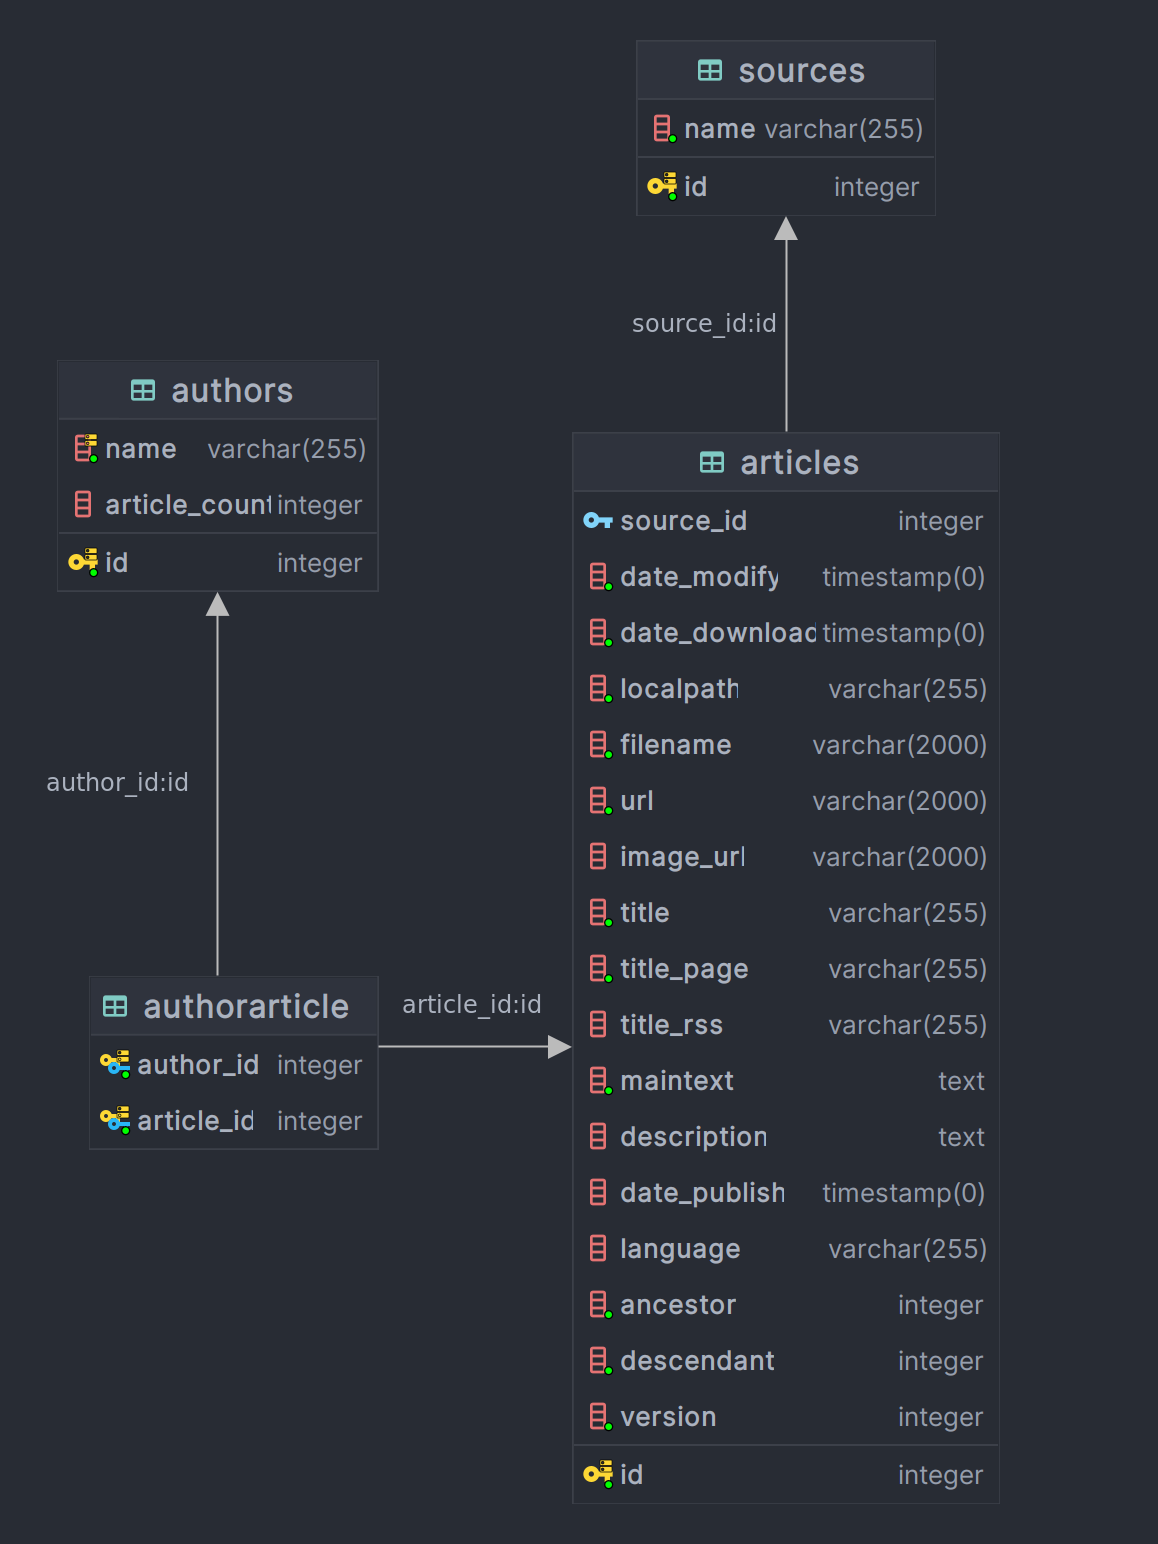 sources
name varchar(255)
id integer
source_id:id
authors
name varchar(255)
article_count integer
id integer
author_id:id
authorarticle
author_id integer
article_id integer
article_id:id
articles
source_id integer
date_modify timestamp(0)
date_download timestamp(0)
localpath varchar(255)
filename varchar(2000)
url varchar(2000)
image_url varchar(2000)
title varchar(255)
title_page varchar(255)
title_rss varchar(255)
maintext text
description text
date_publish timestamp(0)
language varchar(255)
ancestor integer
descendant integer
version integer
id integer